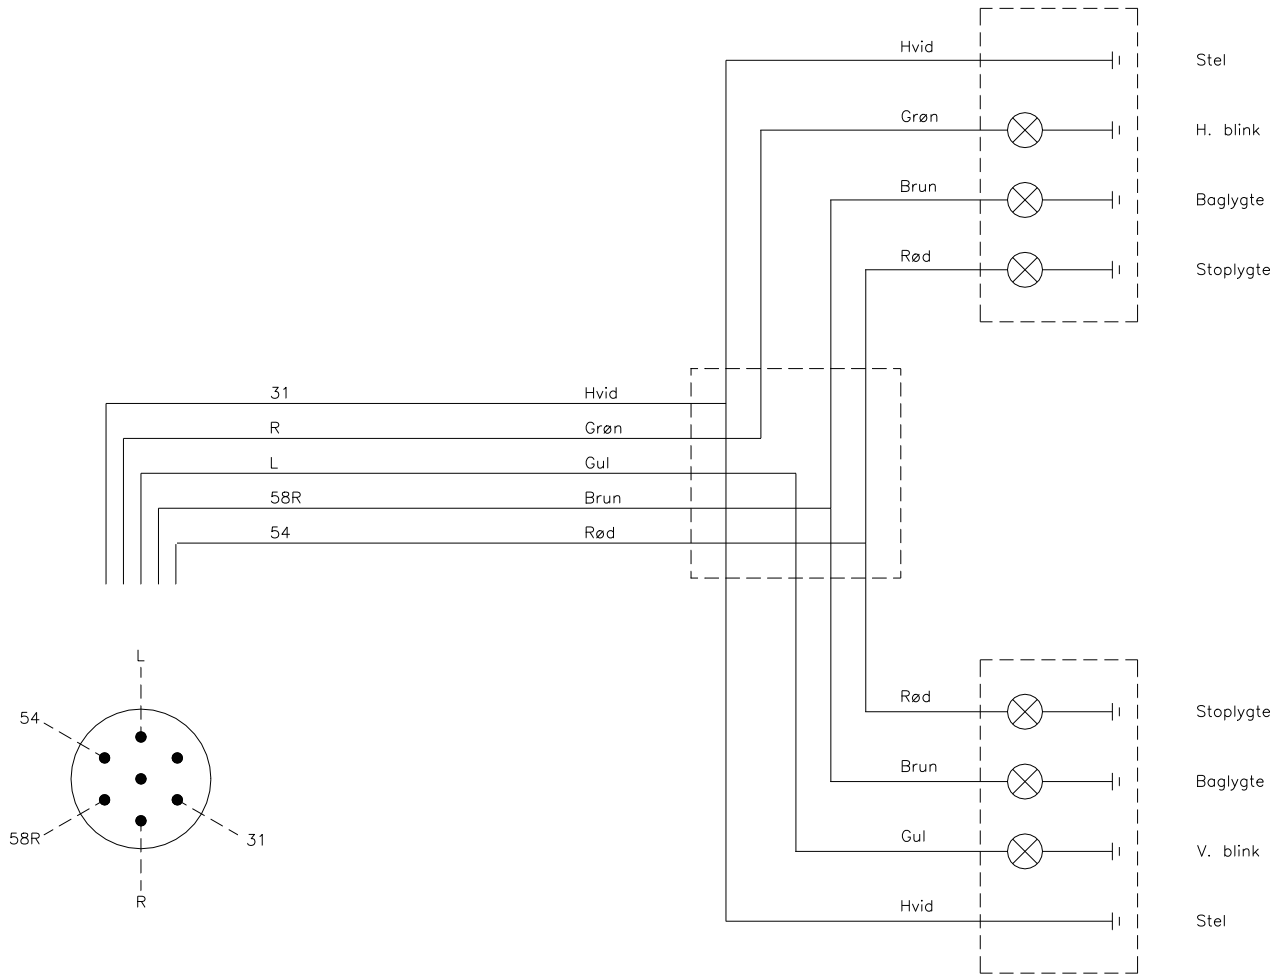 Hvid
Stel
Grøn
H. blink
Brun
Baglygte
Rød
Stoplygte
31 Hvid
R Grøn
L Gul
58R Brun
54 Rød
L
54
58R
31
R
Rød
Stoplygte
Brun
Baglygte
Gul
V. blink
Hvid
Stel